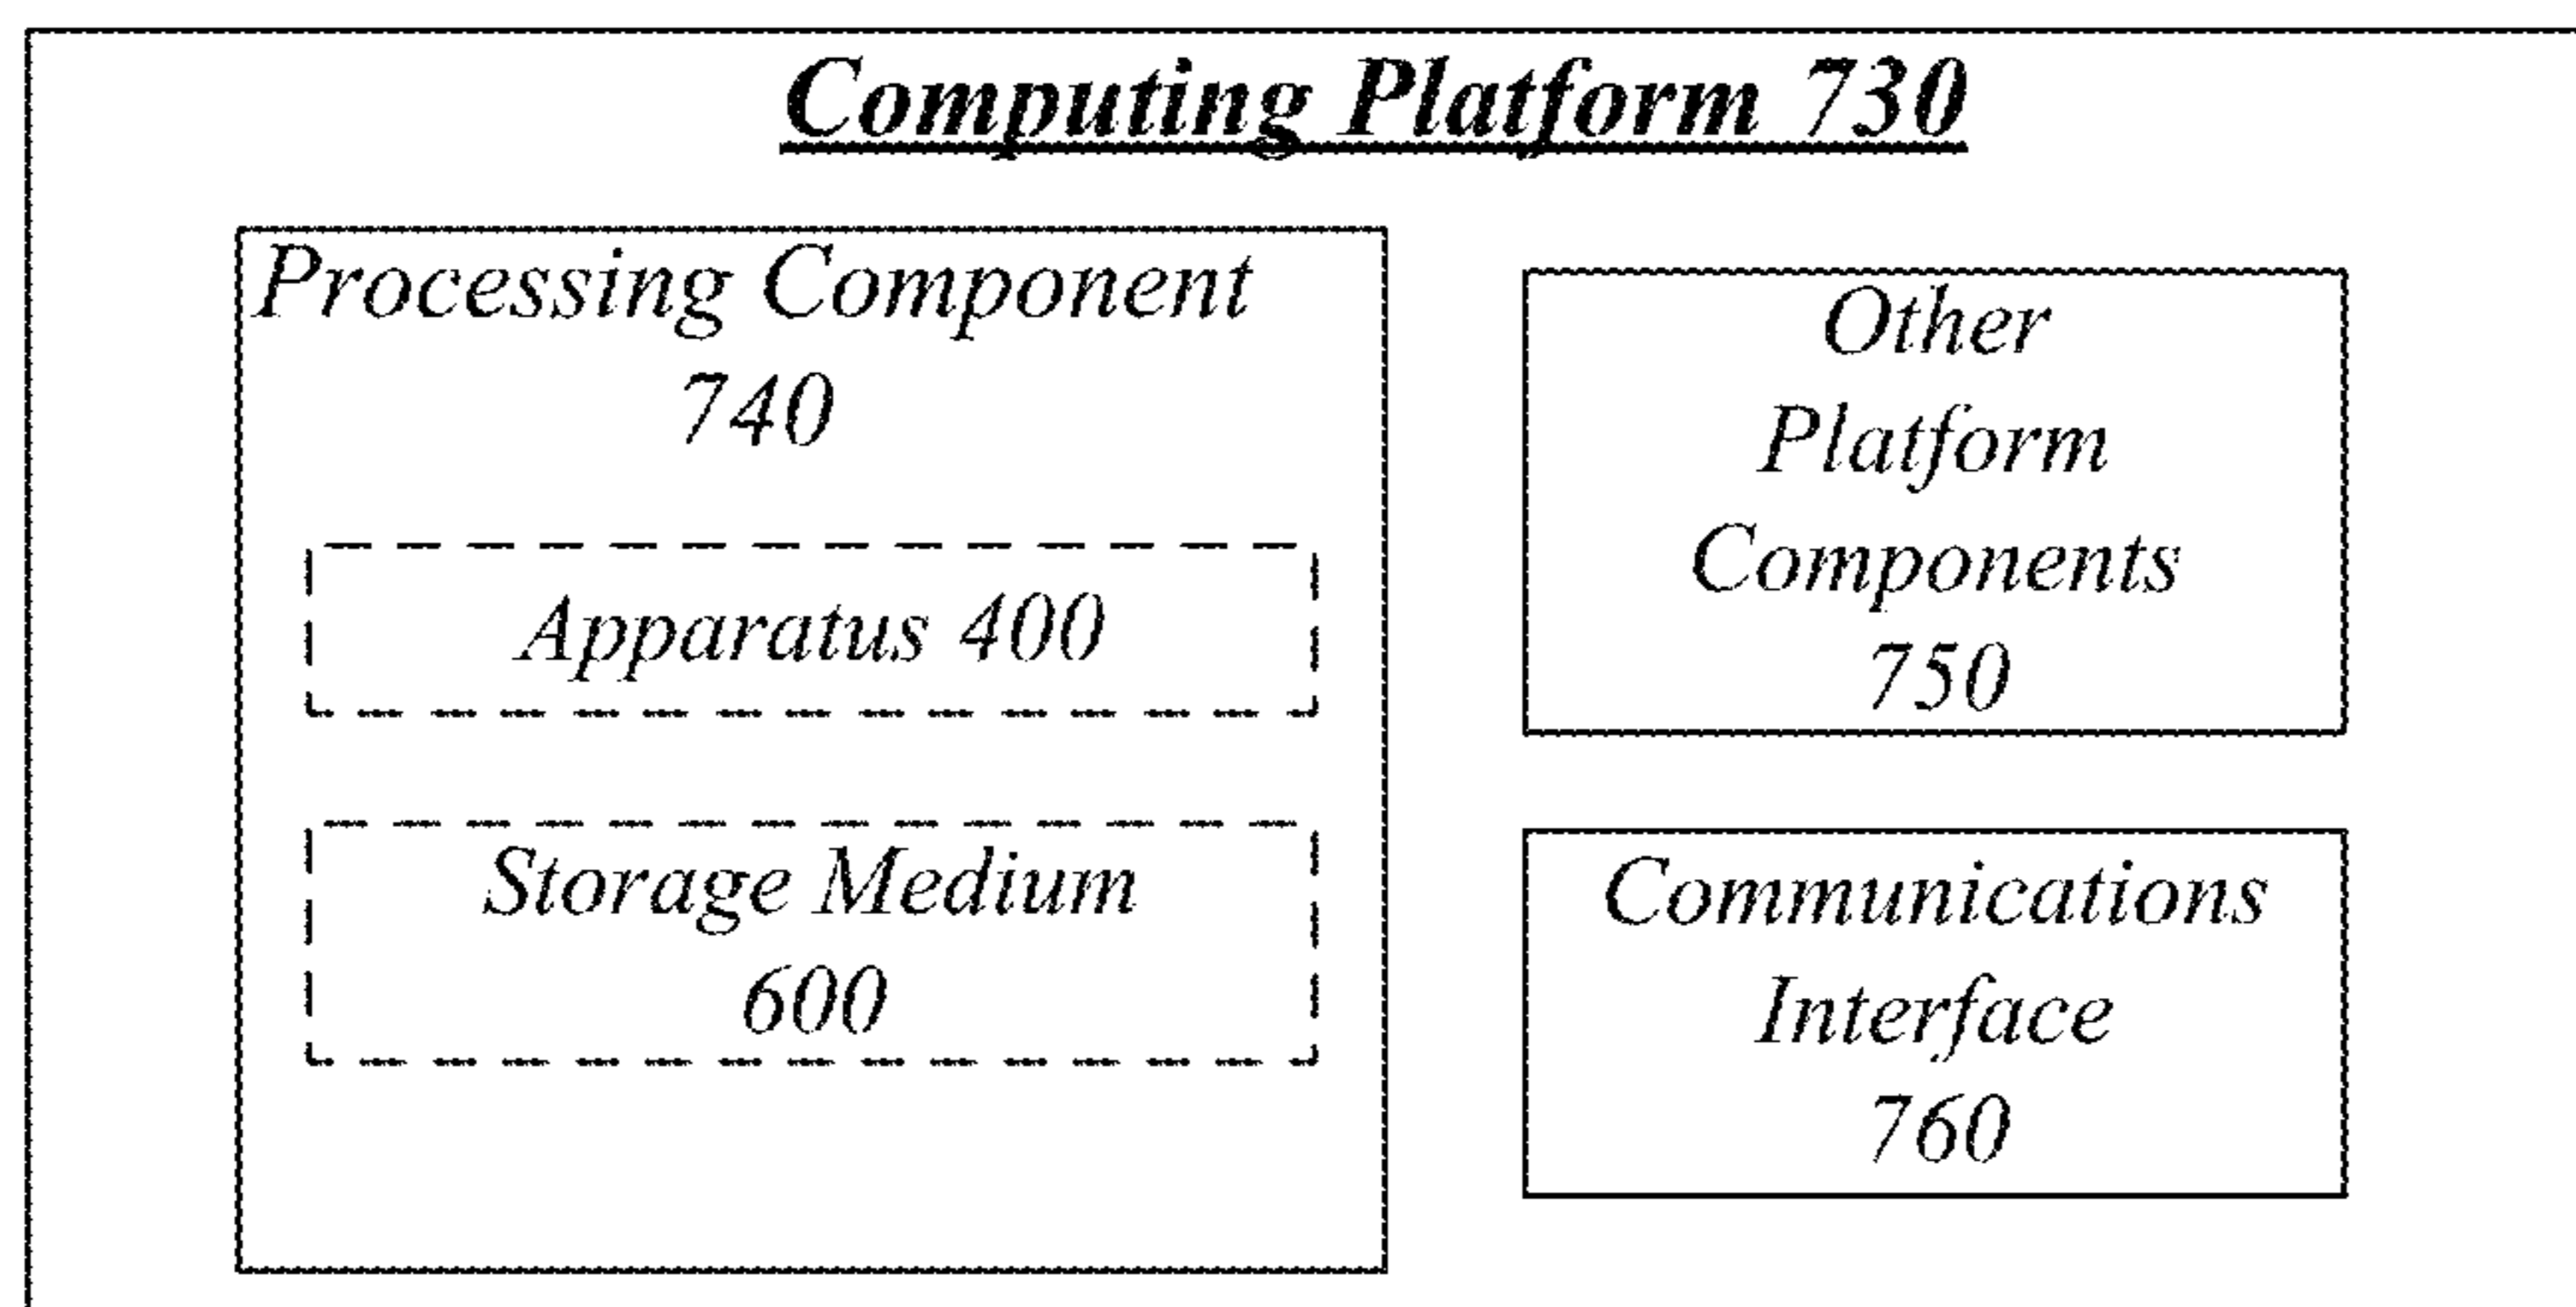 Computing Platform 730
Processing Component
740
Apparatus 400
Storage Medium
600
Other
Platform
Components
750
Communications
Interface
760